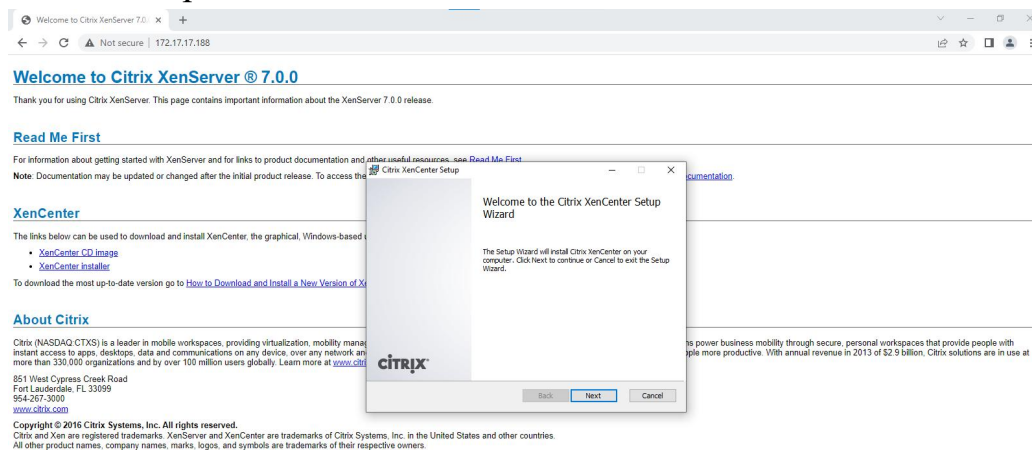 Welcome to Citrix XenServer 7.0.
Not secure | 172.17.17.188
Welcome to Citrix XenServer ® 7.0.0
Thank you for using Citrix XenServer. This page contains important information about the XenServer 7.0.0 release.
Read Me First
For information about getting started with XenServer and for links to product documentation and other useful resources, see Read Me First.
Note: Documentation may be updated or changed after the initial product release. To access the
cumentation.
XenCenter
The links below can be used to download and install XenCenter, the graphical, Windows-based
XenCenter CD image
XenCenter installer
To download the most up-to-date version go to How to Download and Install a New Version of
About Citrix
Citrix (NASDAQ:CTXS) is a leader in mobile workspaces, providing virtualization, mobility
ns power business mobility through secure, personal workspaces that provide people with
instant access to apps, desktops, data and communications on any device, over any network
ople more productive. With annual revenue in 2013 of $2.9 billion, Citrix solutions are in use at
more than 330,000 organizations and by over 100 million users globally. Learn more at www.citri
851 West Cypress Creek Road
Fort Lauderdale, FL 33099
954-267-3000
www.citrix.com
Copyright © 2016 Citrix Systems, Inc. All rights reserved.
Citrix and Xen are registered trademarks. XenServer and XenCenter are trademarks of Citrix Systems, Inc. in the United States and other countries.
All other product names, company names, marks, logos, and symbols are trademarks of their respective owners.
Citrix XenCenter Setup
Welcome to the Citrix XenCenter Setup
Wizard
The Setup Wizard will install Citrix XenCenter on your
computer. Click Next to continue or Cancel to exit the Setup
Wizard.
CITRIX
Back Next Cancel